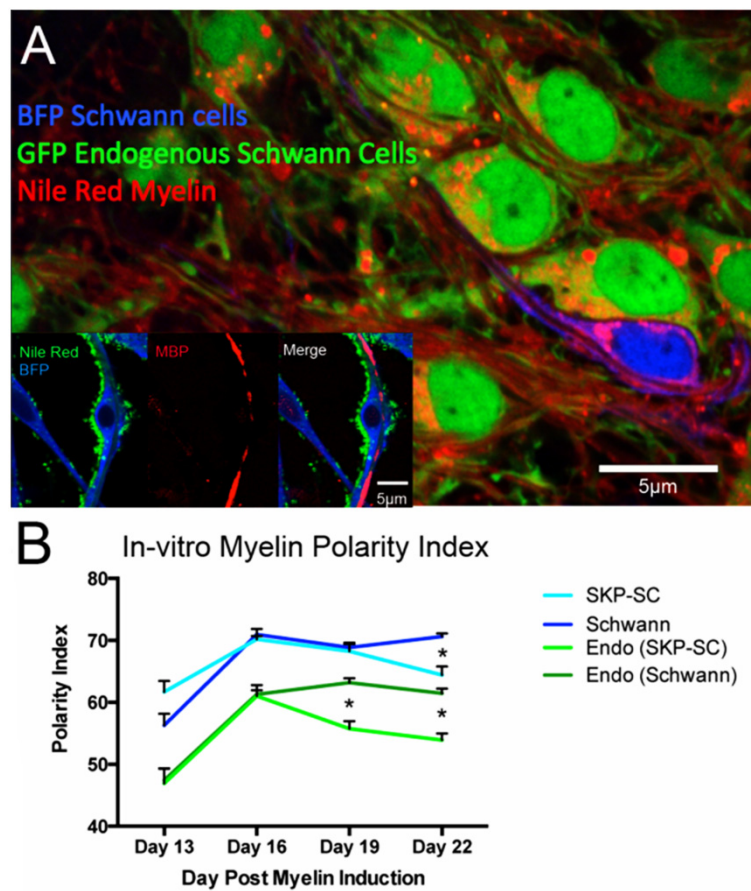 A
BFP Schwann cells
GFP Endogenous Schwann Cells
Nile Red Myelin
Nile Red
BFP
MBP
Merge
5μm
5μm
B
In-vitro Myelin Polarity Index
80
70
60
50
40
Polarity Index
*
*
*
Day 13 Day 16 Day 19 Day 22
Day Post Myelin Induction
SKP-SC
Schwann
Endo (SKP-SC)
Endo (Schwann)